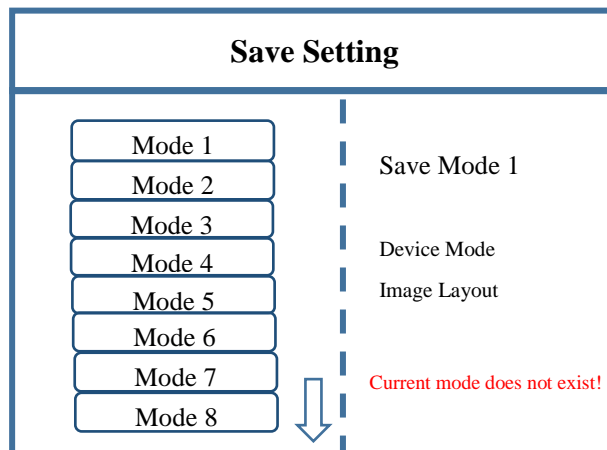 Save Setting
Mode 1
Mode 2
Mode 3
Mode 4
Mode 5
Mode 6
Mode 7
Mode 8
Save Mode 1
Device Mode
Image Layout
Current mode does not exist!